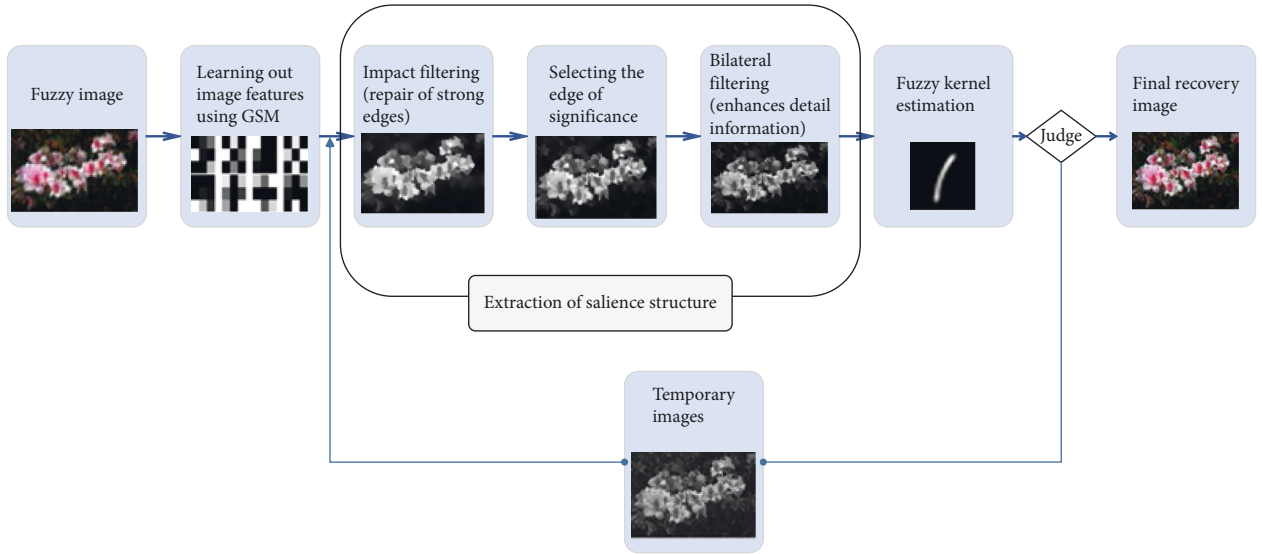 Fuzzy image
Learning out
image features
using GSM
Impact filtering
(repair of strong
edges)
Selecting the
edge of
significance
Bilateral
filtering
(enhances detail
information)
Fuzzy kernel
estimation
Judge
Final recovery
image
Extraction of salience structure
Temporary
images